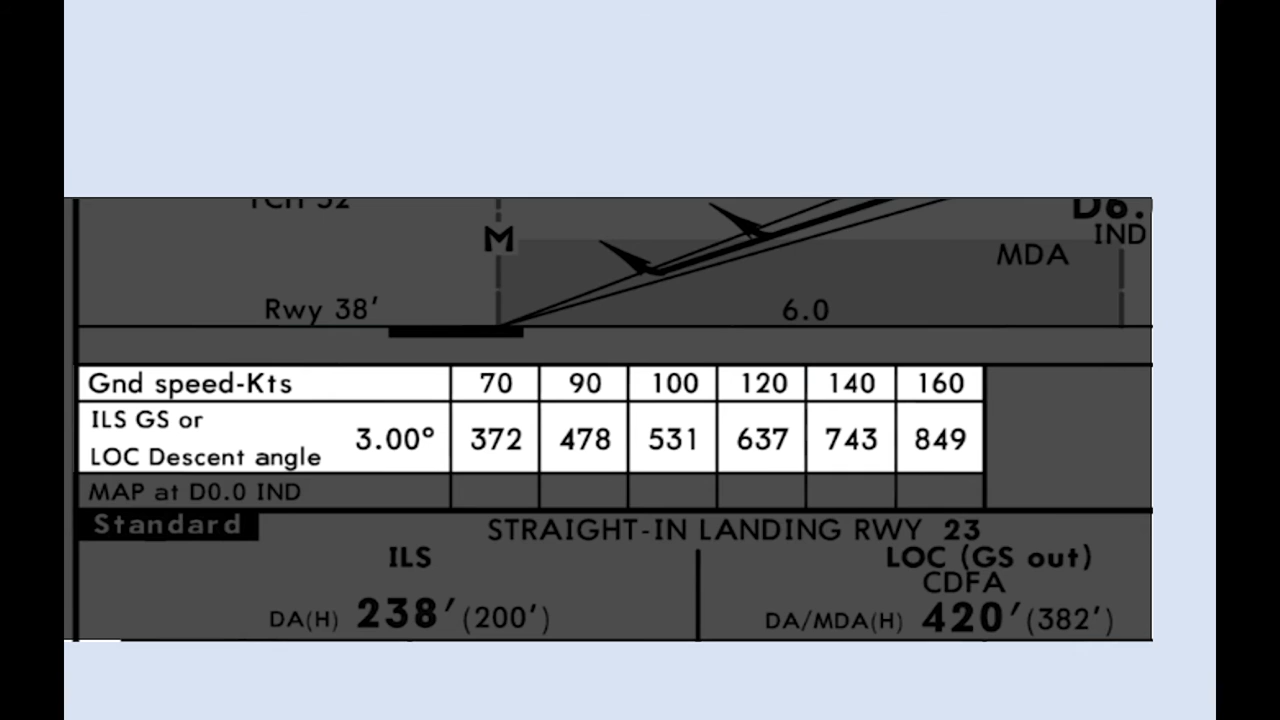 TCH 52
D6.
IND
M
MDA
Rwy 38'
6.0
Gnd speed-Kts 70 90 100 120 140 160
ILS GS or
LOC Descent angle 3.00° 372 478 531 637 743 849
MAP at D0.0 IND
Standard STRAIGHT-IN LANDING RWY 23
ILS LOC (GS out)
CDFA
DA(H) 238'(200') DA/MDA(H) 420'(382')